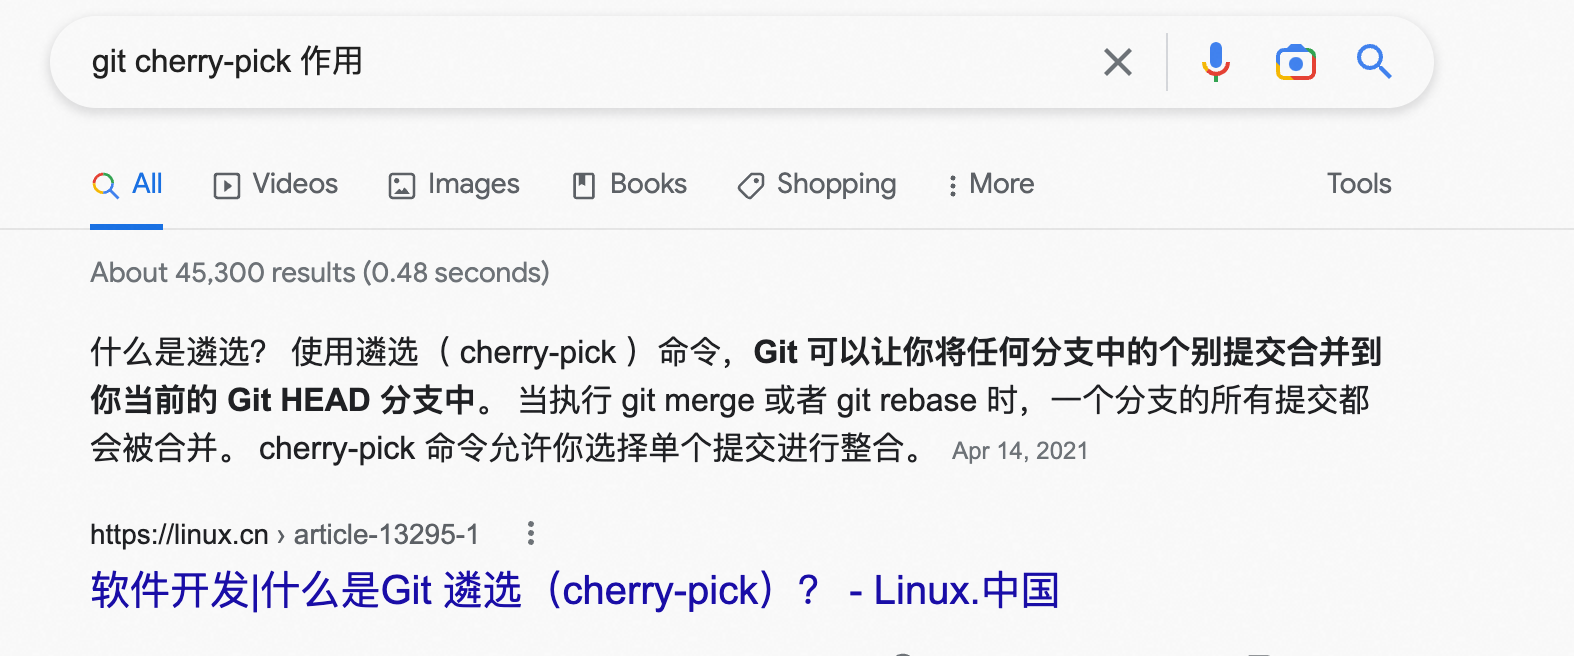 git cherry-pick 作用
All Videos Images Books Shopping More Tools
About 45,300 results (0.48 seconds)
什么是遴选? 使用遴选（ cherry-pick ）命令，Git 可以让你将任何分支中的个别提交合并到
你当前的 Git HEAD 分支中。 当执行 git merge 或者 git rebase 时，一个分支的所有提交都
会被合并。 cherry-pick 命令允许你选择单个提交进行整合。 Apr 14, 2021
https://linux.cn › article-13295-1
软件开发|什么是Git 遴选（cherry-pick）？ - Linux.中国